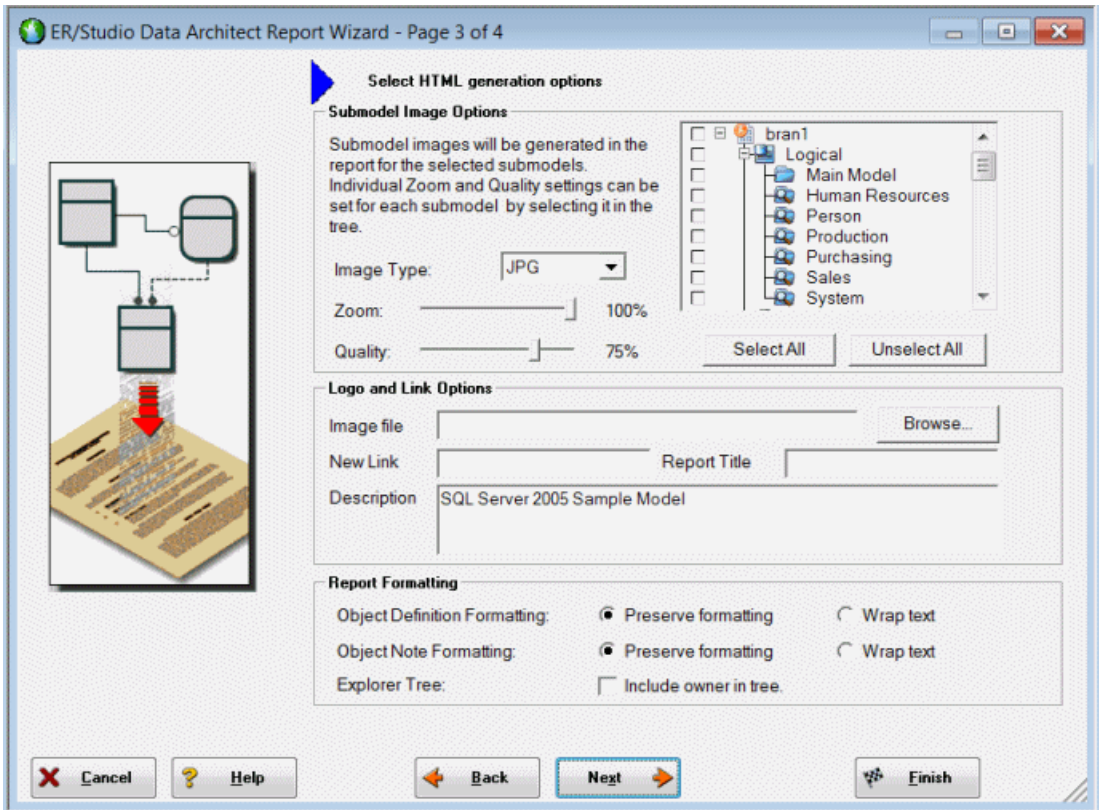 ER/Studio Data Architect Report Wizard - Page 3 of 4
Select HTML generation options
Submodel Image Options
Submodel images will be generated in the
report for the selected submodels.
Individual Zoom and Quality settings can be
set for each submodel by selecting it in the
tree.
Image Type: JPG
Zoom: 100%
Quality: 75%
bran1
Logical
Main Model
Human Resources
Person
Production
Purchasing
Sales
System
Select All Unselect All
Logo and Link Options
Image file Browse...
New Link Report Title
Description SQL Server 2005 Sample Model
Report Formatting
Object Definition Formatting: Preserve formatting Wrap text
Object Note Formatting: Preserve formatting Wrap text
Explorer Tree: Include owner in tree.
Cancel Help Back Next Finish